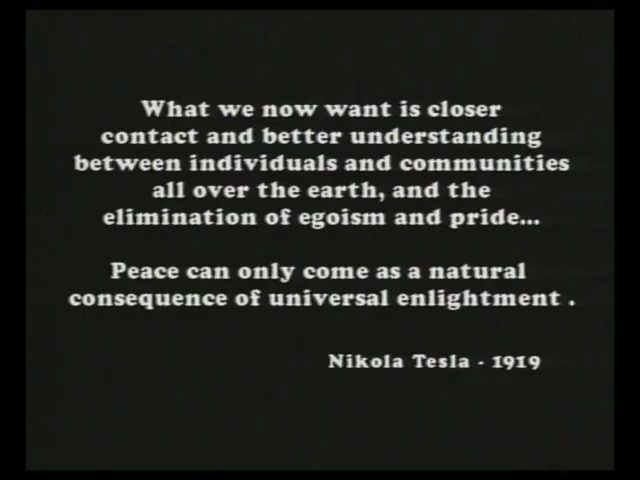 What we now want is closer
contact and better understanding
between individuals and communities
all over the earth, and the
elimination of egoism and pride...
Peace can only come as a natural
consequence of universal enlightment .
Nikola Tesla - 1919